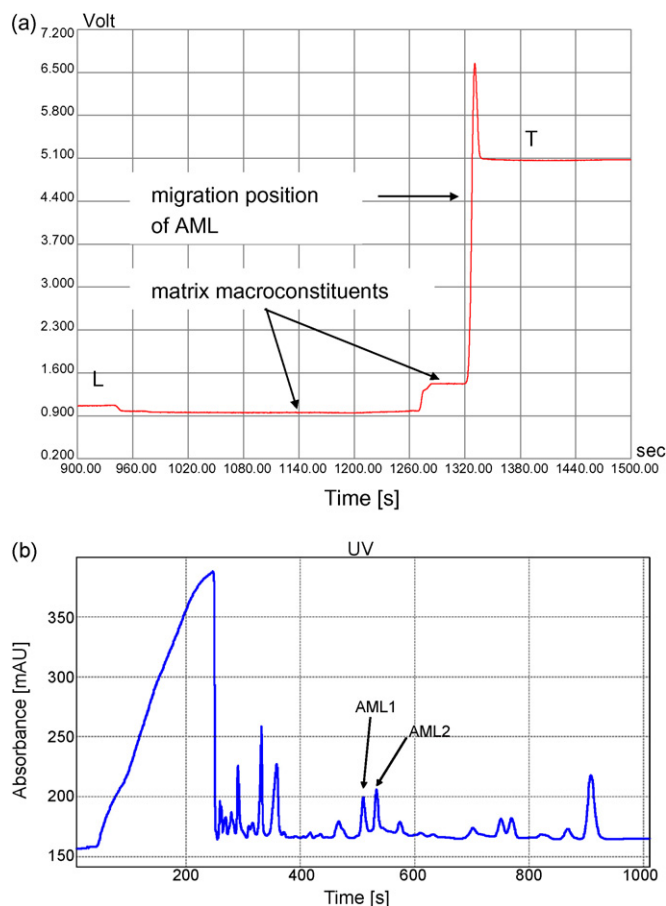 (a)
Volt
7.200
6.500
5.800
5.100
4.400
3.700
3.000
2.300
1.600
0.900
0.200
T
migration position
of AML
matrix macroconstituents
L
sec
900.00 960.00 1020.00 1080.00 1140.00 1200.00 1260.00 1320.00 1380.00 1440.00 1500.00
Time [s]
(b)
UV
Absorbance [mAU]
350
300
250
200
150
AML1
AML2
200 400 600 800 1000
Time [s]